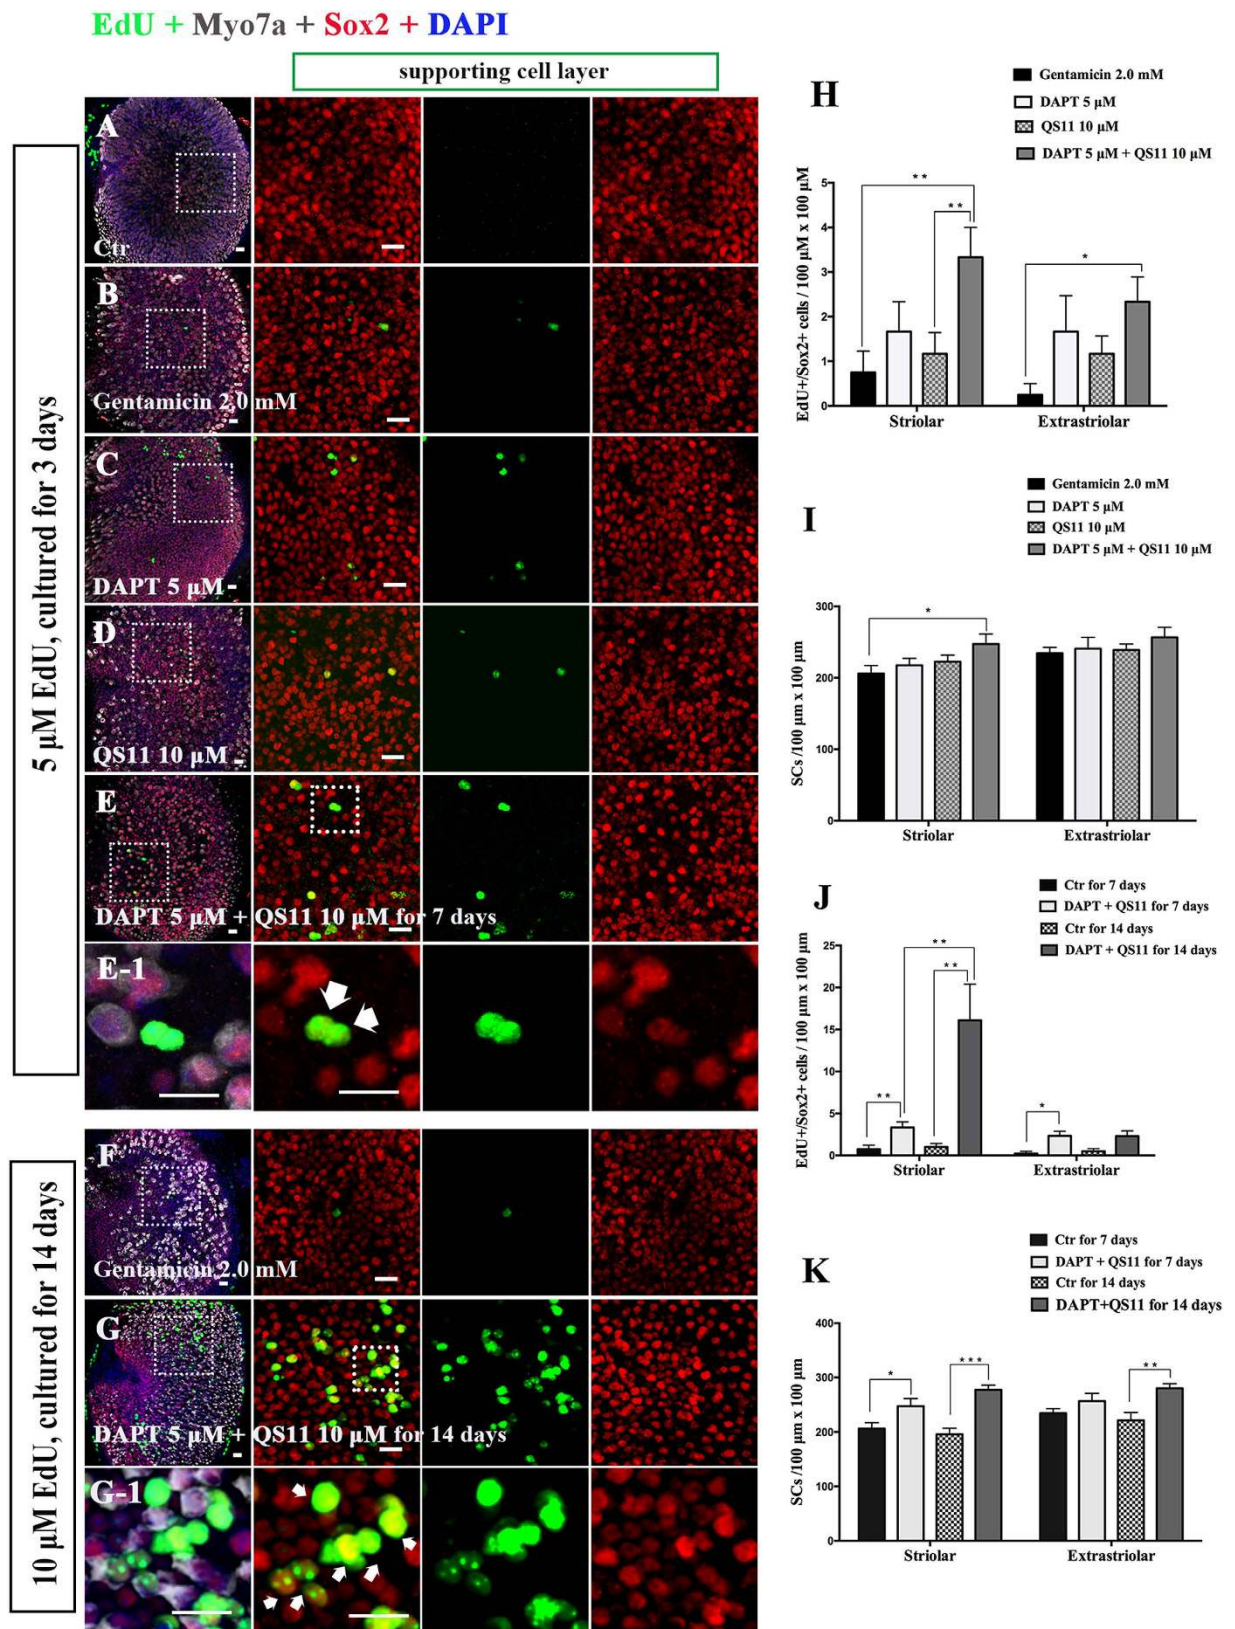 EdU + Myo7a + Sox2 + DAPI
supporting cell layer
5 µM EdU, cultured for 3 days
A
Ctr
B
Gentamicin 2.0 mM
C
DAPT 5 µM
D
QS11 10 µM
E
DAPT 5 µM + QS11 10 µM for 7 days
E-1
10 µM EdU, cultured for 14 days
F
Gentamicin 2.0 mM
G
DAPT 5 µM + QS11 10 µM for 14 days
G-1
H
Gentamicin 2.0 mM
DAPT 5 µM
QS11 10 µM
DAPT 5 µM + QS11 10 µM
EdU+/Sox2+ cells / 100 µM x 100 µM
5
4
3
2
1
0
* *
* *
*
Striolar
Extrastriolar
I
Gentamicin 2.0 mM
DAPT 5 µM
QS11 10 µM
DAPT 5 µM + QS11 10 µM
SCs /100 µm x 100 µm
300
200
100
0
*
Striolar
Extrastriolar
J
Ctr for 7 days
DAPT + QS11 for 7 days
Ctr for 14 days
DAPT + QS11 for 14 days
EdU+/Sox2+ cells / 100 µm x 100 µm
25
20
15
10
5
0
* *
* *
* *
*
Striolar
Extrastriolar
K
Ctr for 7 days
DAPT + QS11 for 7 days
Ctr for 14 days
DAPT+QS11 for 14 days
SCs /100 µm x 100 µm
400
300
200
100
0
*
* * *
* *
Striolar
Extrastriolar